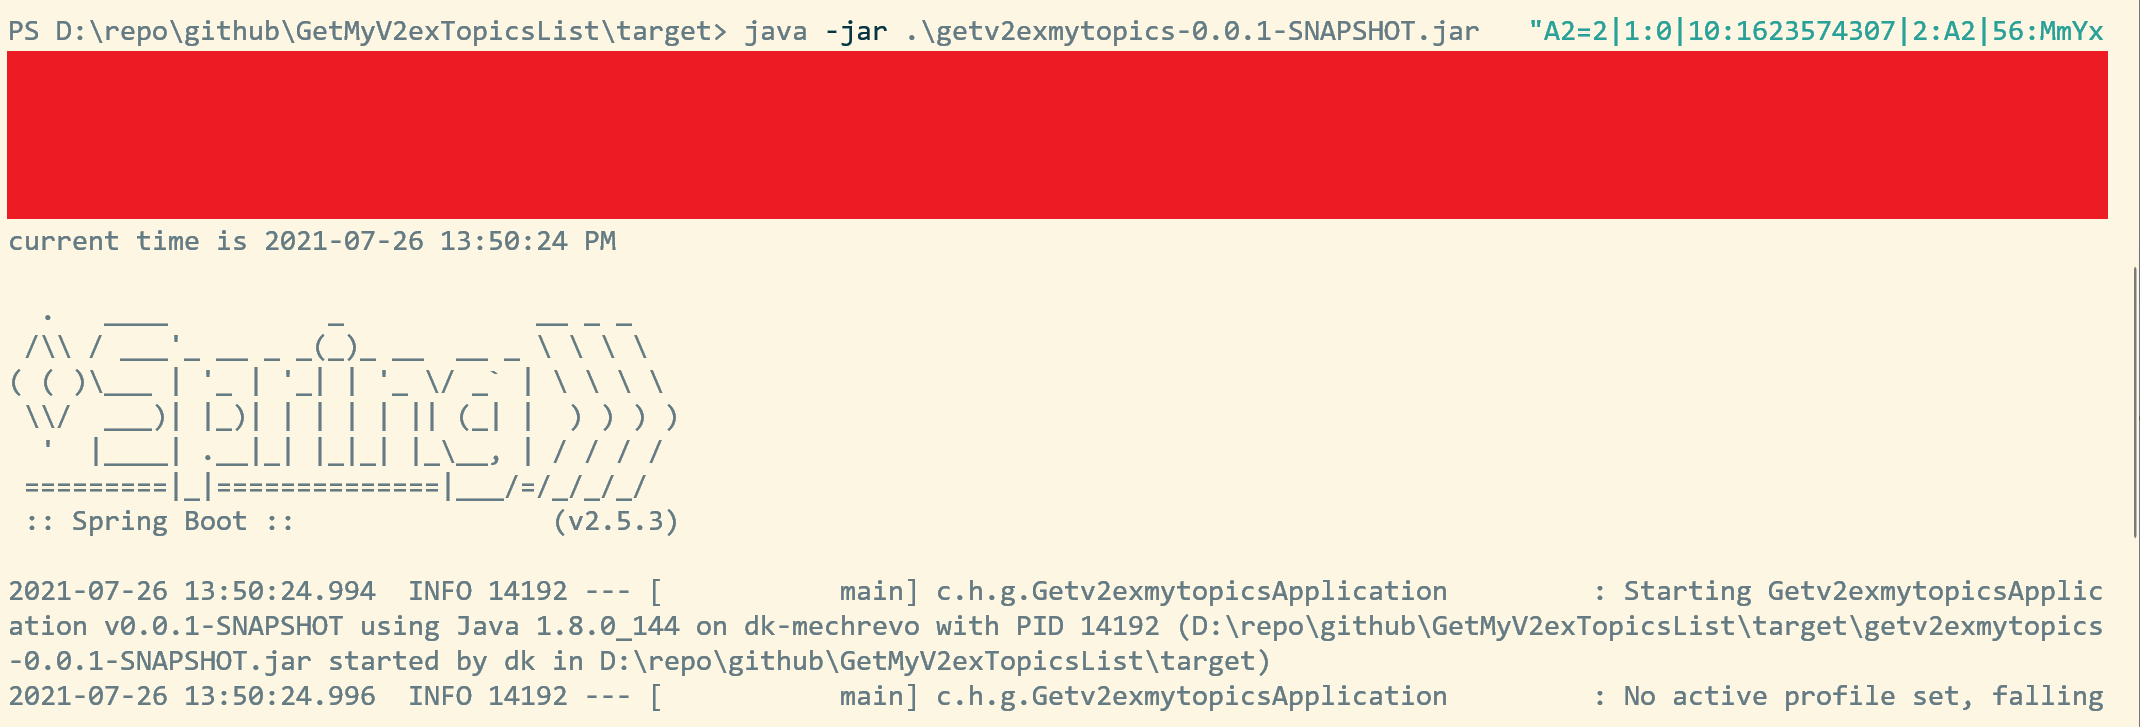 PS D:\repo\github\GetMyV2exTopicsList\target> java -jar .\getv2exmytopics-0.0.1-SNAPSHOT.jar   "A2=2|1:0|10:1623574307|2:A2|56:MmYx
current time is 2021-07-26 13:50:24 PM
  .   ____          _            __ _ _
 /\\ / ___'_ __ _ _(_)_ __  __ _ \ \ \ \
( ( )\___ | '_ | '_| | '_ \/ _` | \ \ \ \
 \\/  ___)| |_)| | | | | || (_| |  ) ) ) )
  '  |____| .__|_| |_|_| |_\__, | / / / /
 =========|_|==============|___/=/_/_/_/
 :: Spring Boot ::                (v2.5.3)
2021-07-26 13:50:24.994  INFO 14192 --- [           main] c.h.g.Getv2exmytopicsApplication         : Starting Getv2exmytopicsApplic
ation v0.0.1-SNAPSHOT using Java 1.8.0_144 on dk-mechrevo with PID 14192 (D:\repo\github\GetMyV2exTopicsList\target\getv2exmytopics
-0.0.1-SNAPSHOT.jar started by dk in D:\repo\github\GetMyV2exTopicsList\target)
2021-07-26 13:50:24.996  INFO 14192 --- [           main] c.h.g.Getv2exmytopicsApplication         : No active profile set, falling